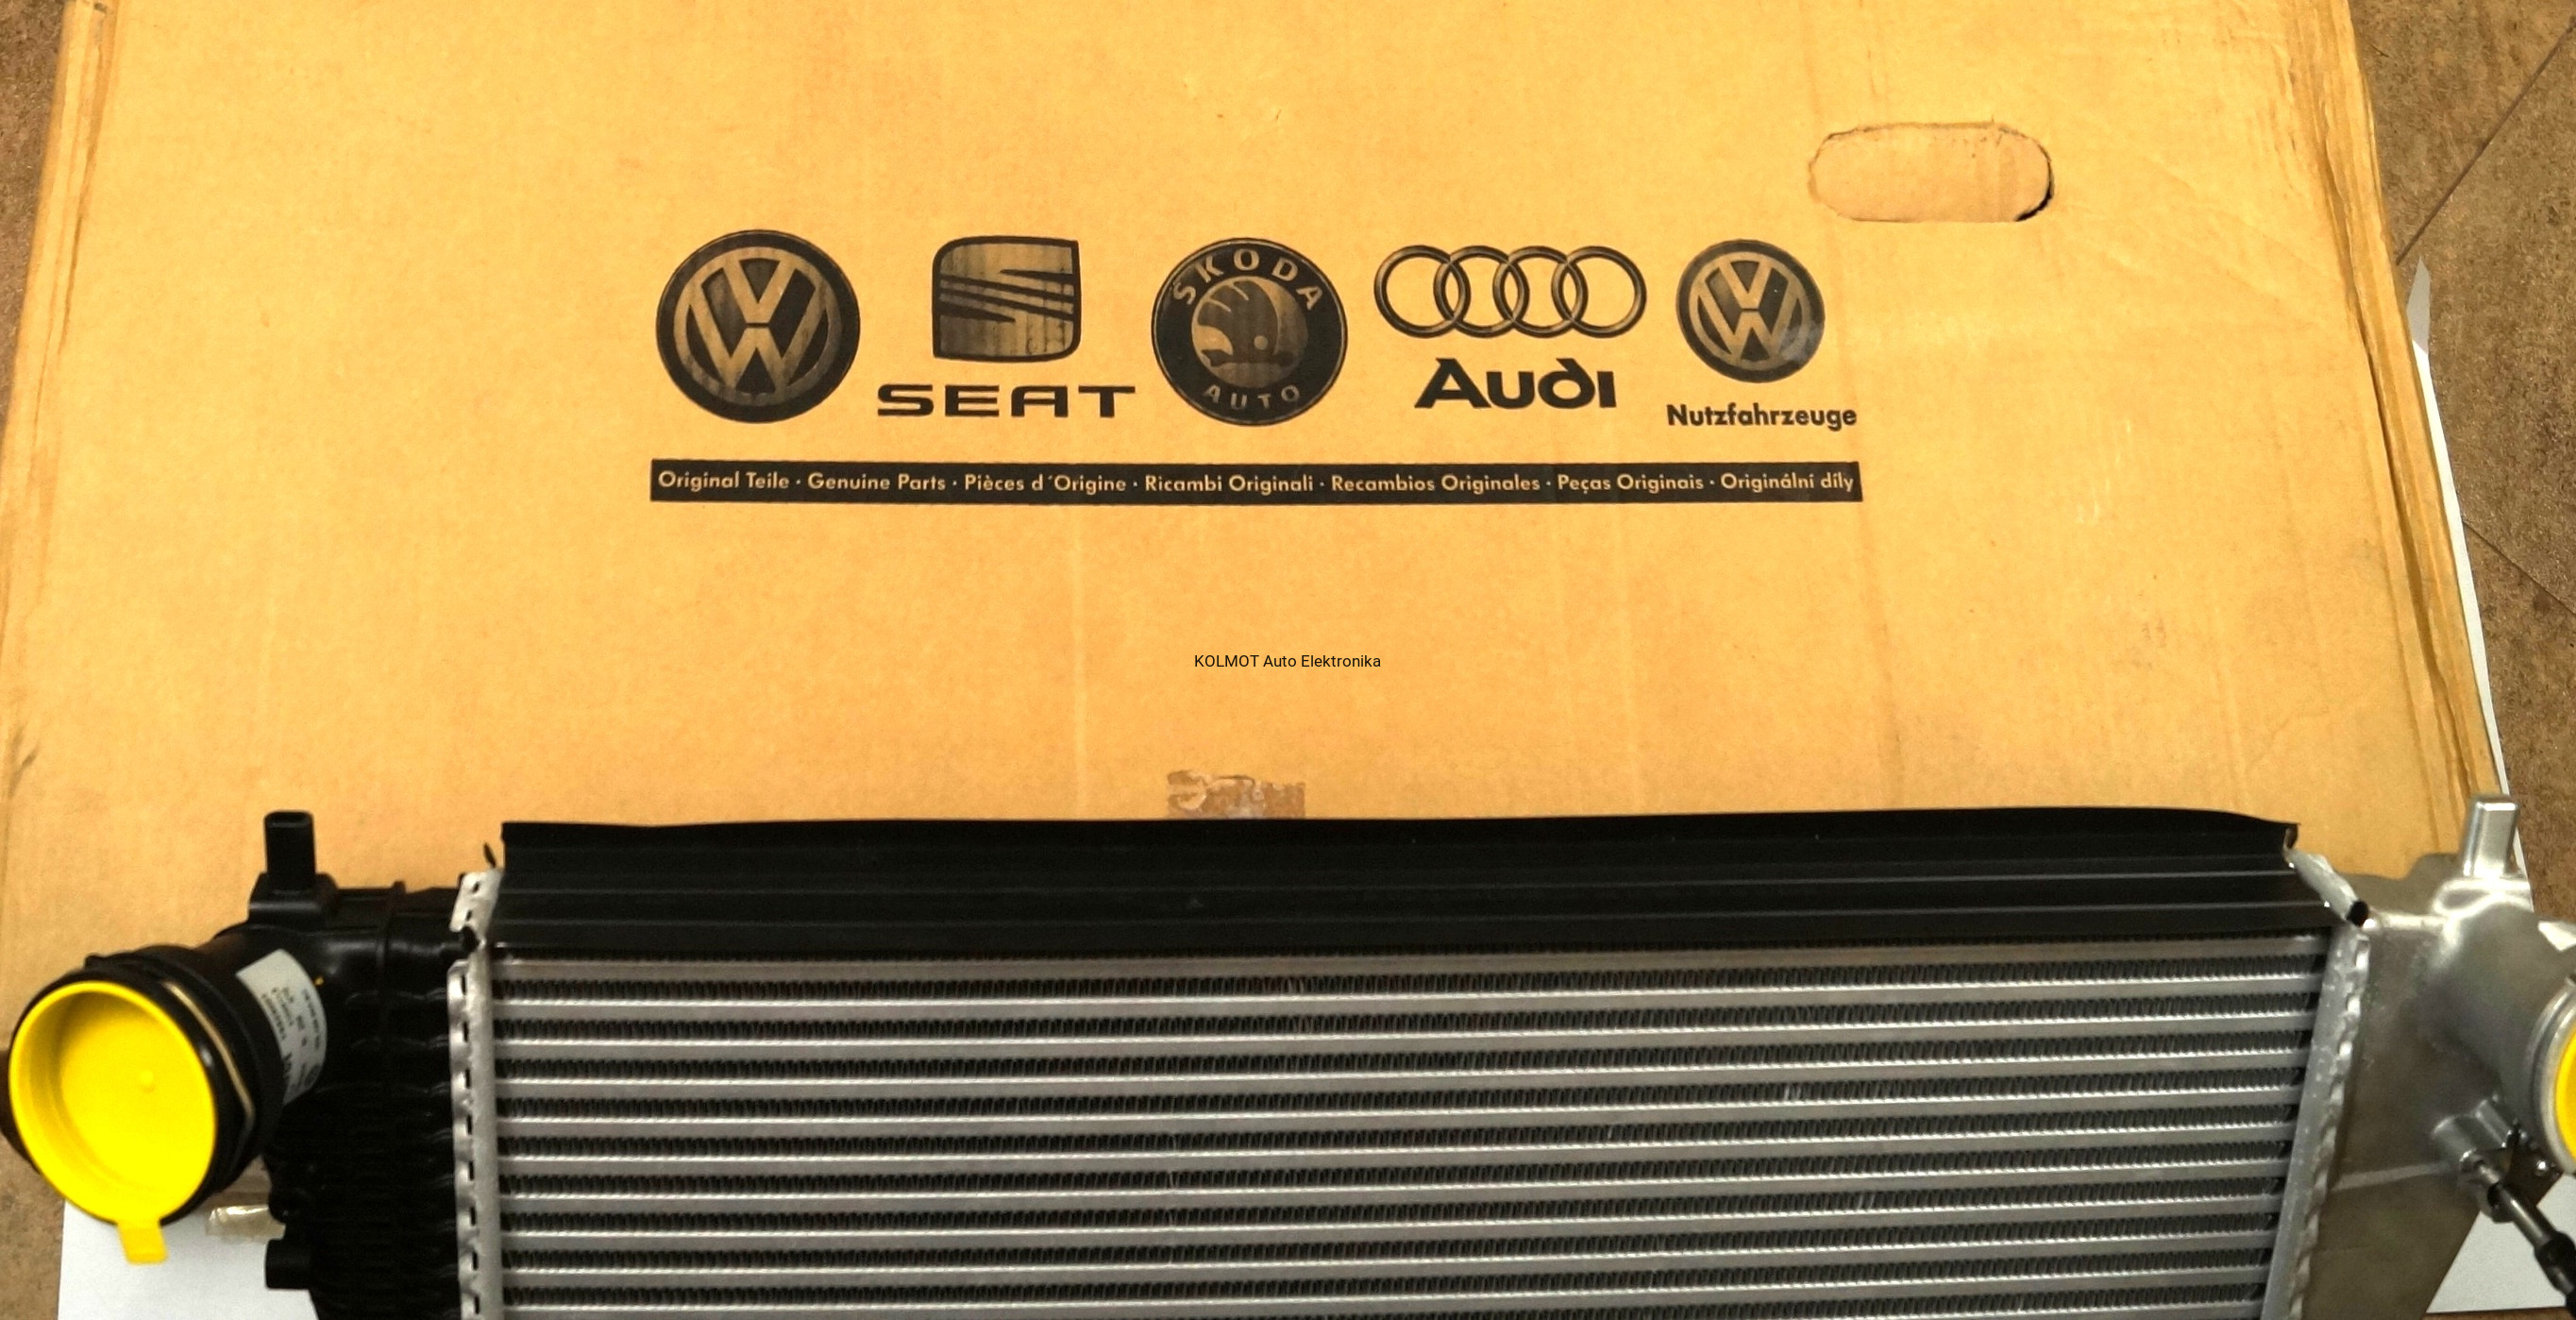 SEAT
ŠKODA
AUTO
Audi
Nutzfahrzeuge
Original Teile · Genuine Parts · Pièces d´Origine · Ricambi Originali · Recambios Originales · Peças Originais · Originální díly
KOLMOT Auto Elektronika